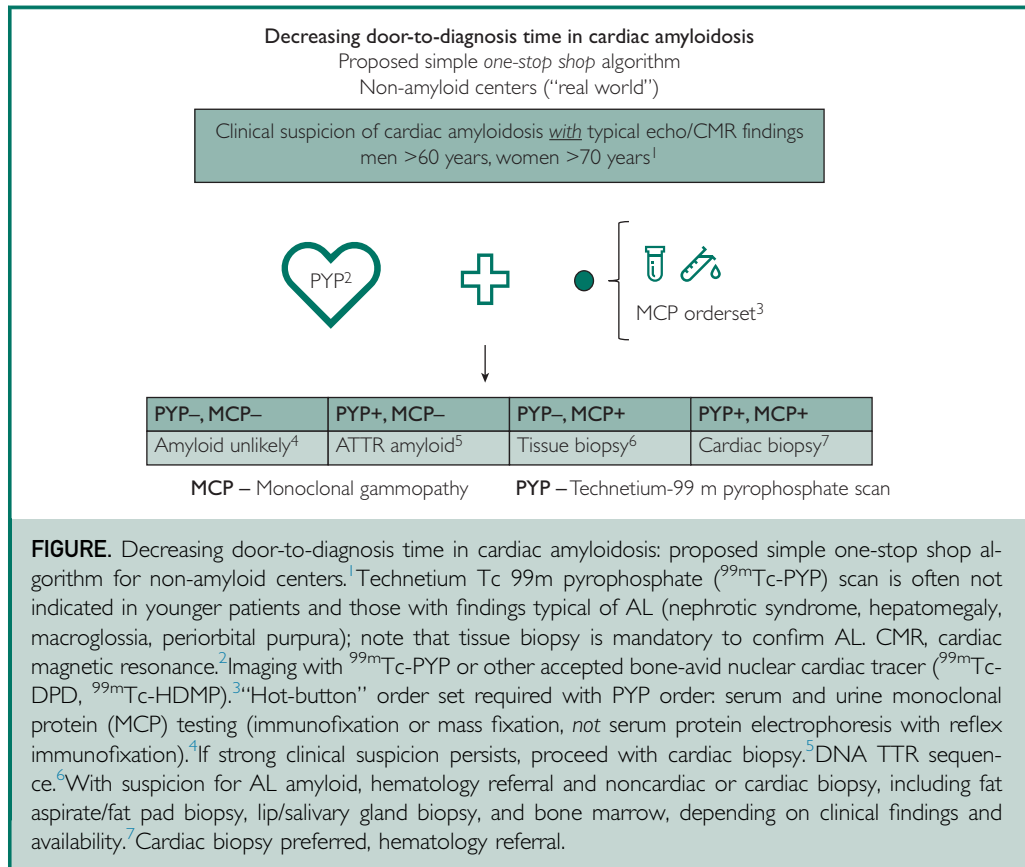 Decreasing door-to-diagnosis time in cardiac amyloidosis
Proposed simple one-stop shop algorithm
Non-amyloid centers (“real world”)
Clinical suspicion of cardiac amyloidosis with typical echo/CMR findings
men >60 years, women >70 years¹
PYP²
MCP orderset³
PYP–, MCP– PYP+, MCP– PYP–, MCP+ PYP+, MCP+
Amyloid unlikely⁴ ATTR amyloid⁵ Tissue biopsy⁶ Cardiac biopsy⁷
MCP – Monoclonal gammopathy PYP – Technetium-99 m pyrophosphate scan
FIGURE. Decreasing door-to-diagnosis time in cardiac amyloidosis: proposed simple one-stop shop al-
gorithm for non-amyloid centers.¹Technetium Tc 99m pyrophosphate (⁹⁹ᵐTc-PYP) scan is often not
indicated in younger patients and those with findings typical of AL (nephrotic syndrome, hepatomegaly,
macroglossia, periorbital purpura); note that tissue biopsy is mandatory to confirm AL. CMR, cardiac
magnetic resonance.²Imaging with ⁹⁹ᵐTc-PYP or other accepted bone-avid nuclear cardiac tracer (⁹⁹ᵐTc-
DPD, ⁹⁹ᵐTc-HDMP).³“Hot-button” order set required with PYP order: serum and urine monoclonal
protein (MCP) testing (immunofixation or mass fixation, not serum protein electrophoresis with reflex
immunofixation).⁴If strong clinical suspicion persists, proceed with cardiac biopsy.⁵DNA TTR sequen-
ce.⁶With suspicion for AL amyloid, hematology referral and noncardiac or cardiac biopsy, including fat
aspirate/fat pad biopsy, lip/salivary gland biopsy, and bone marrow, depending on clinical findings and
availability.⁷Cardiac biopsy preferred, hematology referral.